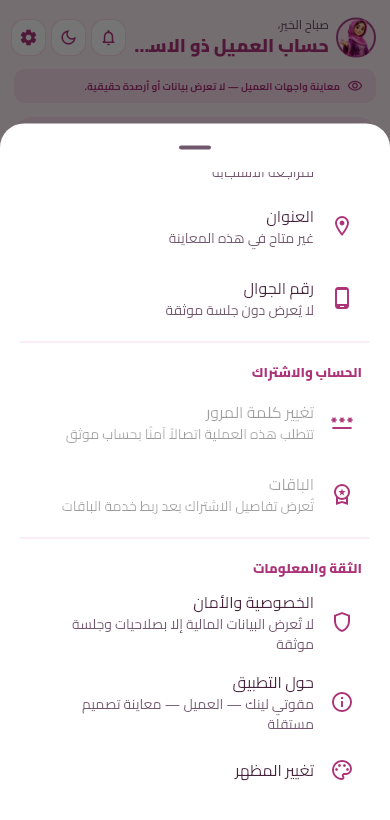 صباح الخير،
حساب العميل ذو الاسـ...
معاينة واجهات العميل — لا تعرض بيانات أو أرصدة حقيقية.
العنوان
غير متاح في هذه المعاينة
رقم الجوال
لا يُعرض دون جلسة موثقة
الحساب والاشتراك
تغيير كلمة المرور
تتطلب هذه العملية اتصالاً آمنًا بحساب موثق
الباقات
تُعرض تفاصيل الاشتراك بعد ربط خدمة الباقات
الثقة والمعلومات
الخصوصية والأمان
لا تُعرض البيانات المالية إلا بصلاحيات وجلسة
موثقة
حول التطبيق
مقوتي لينك — العميل — معاينة تصميم
مستقلة
تغيير المظهر